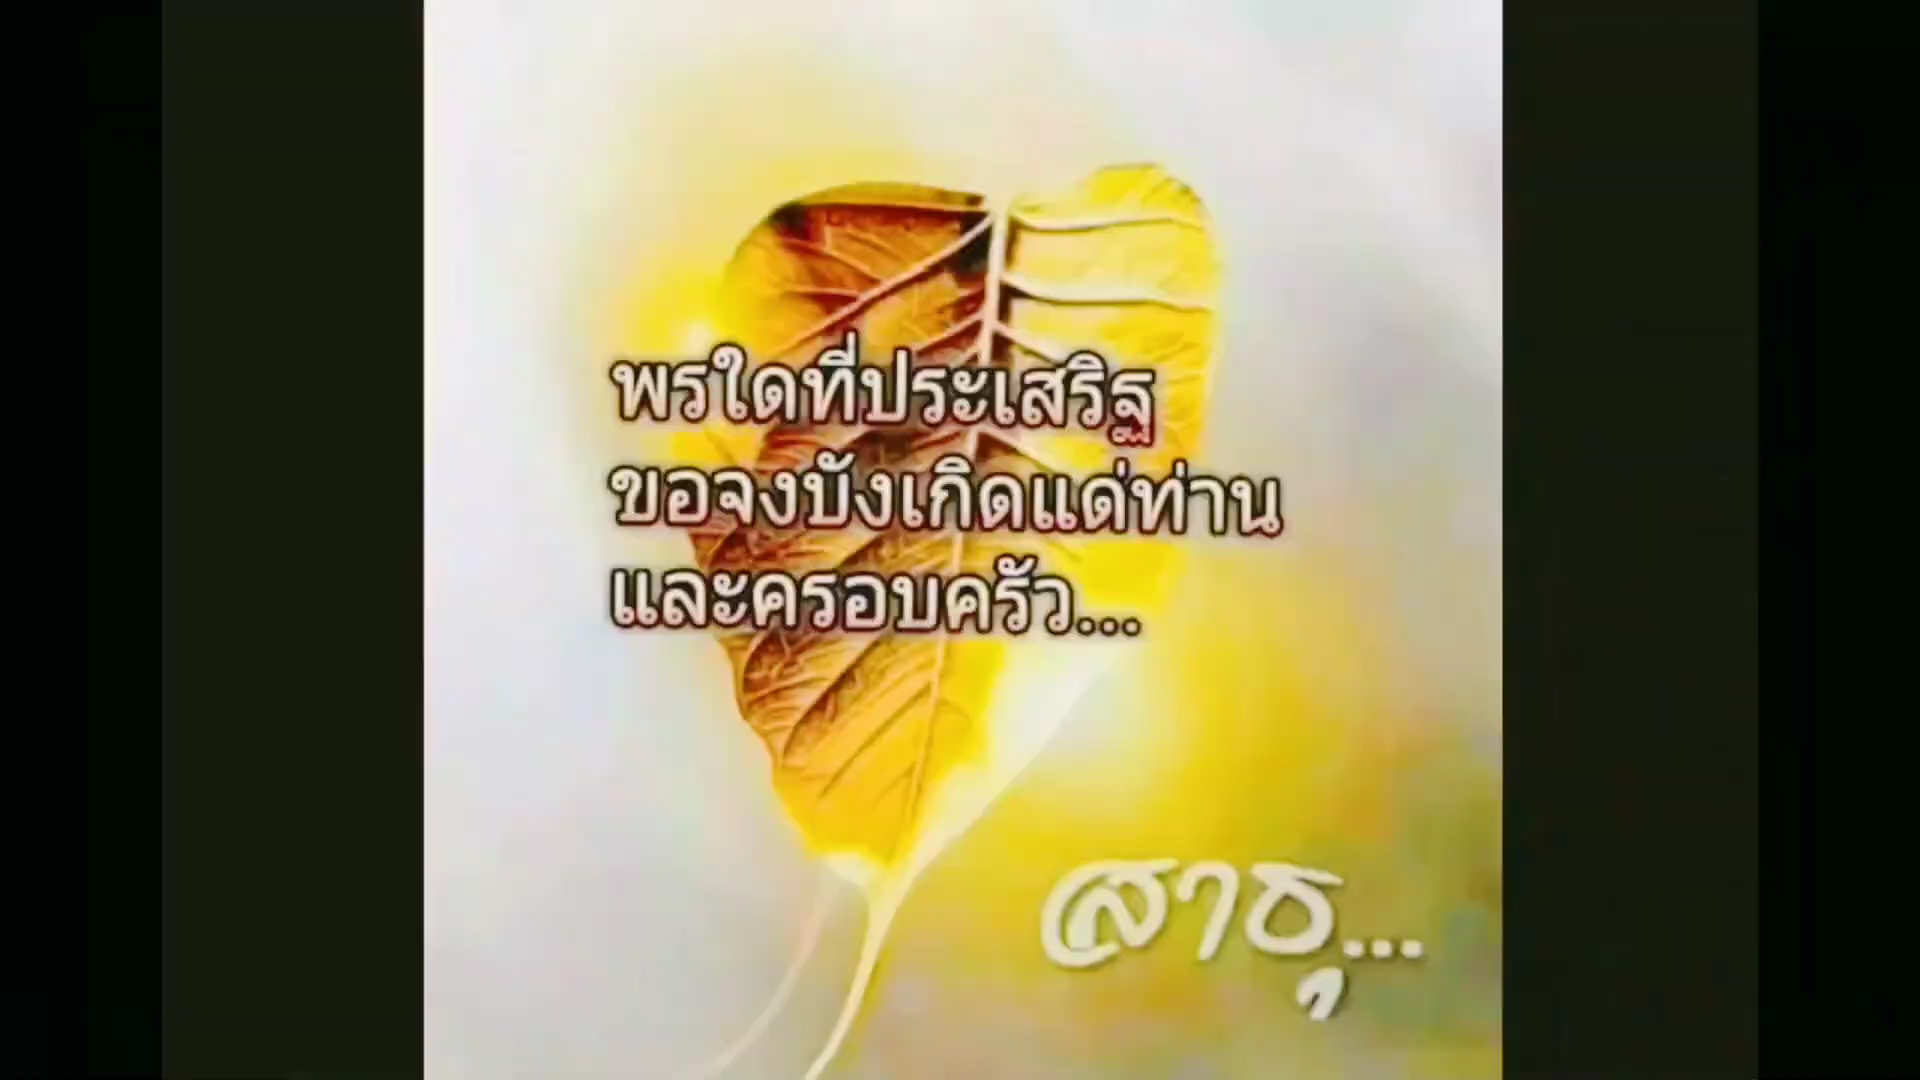 พรใดที่ประเสริฐ
ขอจงบังเกิดแด่ท่าน
และครอบครัว...
สาธุ...